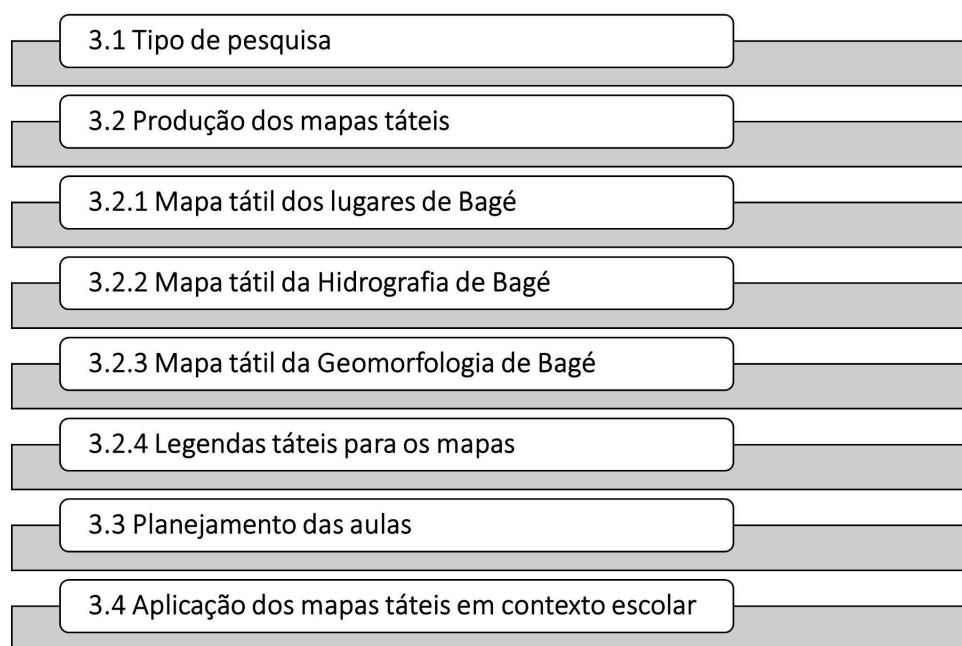 3.1 Tipo de pesquisa
3.2 Produção dos mapas táteis
3.2.1 Mapa tátil dos lugares de Bagé
3.2.2 Mapa tátil da Hidrografia de Bagé
3.2.3 Mapa tátil da Geomorfologia de Bagé
3.2.4 Legendas táteis para os mapas
3.3 Planejamento das aulas
3.4 Aplicação dos mapas táteis em contexto escolar